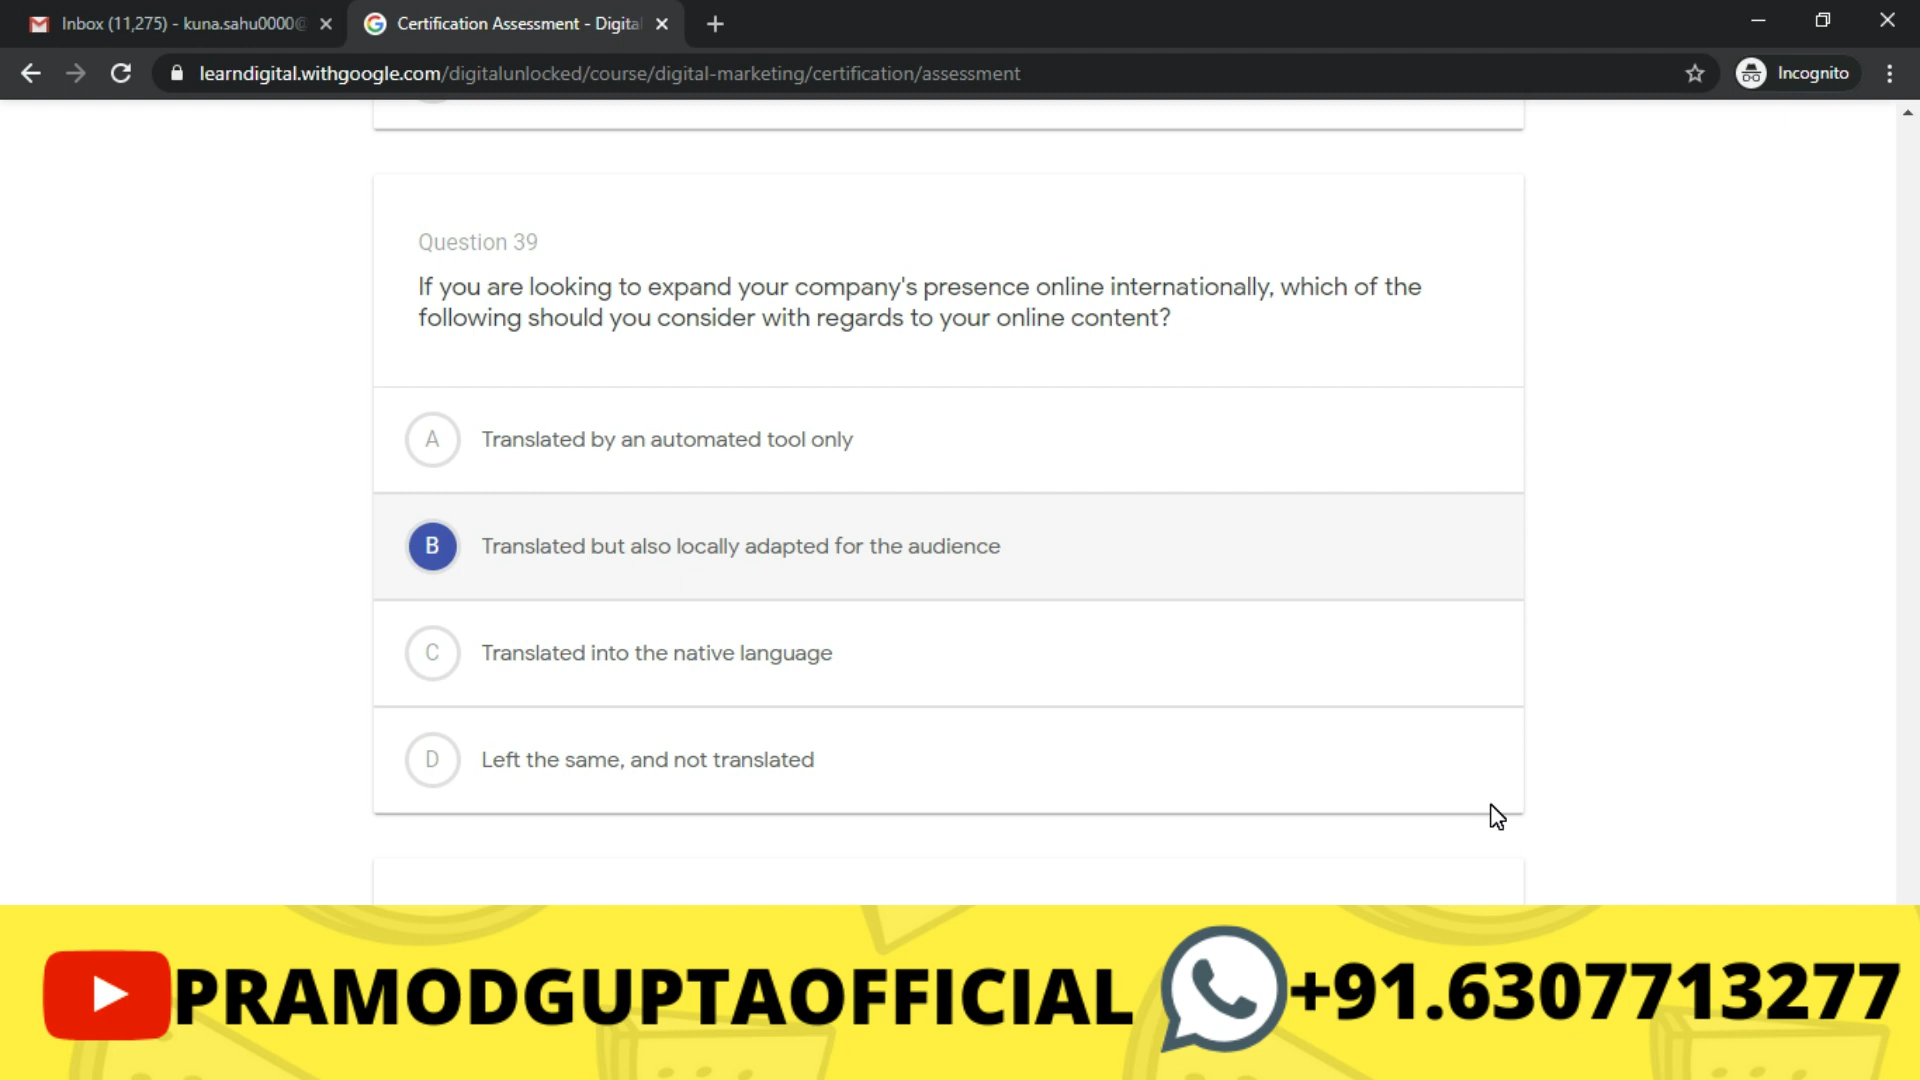 Inbox (11,275) - kuna.sahu0000@
Certification Assessment - Digital
learndigital.withgoogle.com/digitalunlocked/course/digital-marketing/certification/assessment
Incognito
Question 39
If you are looking to expand your company's presence online internationally, which of the
following should you consider with regards to your online content?
A Translated by an automated tool only
B Translated but also locally adapted for the audience
C Translated into the native language
D Left the same, and not translated
PRAMODGUPTAOFFICIAL +91.6307713277